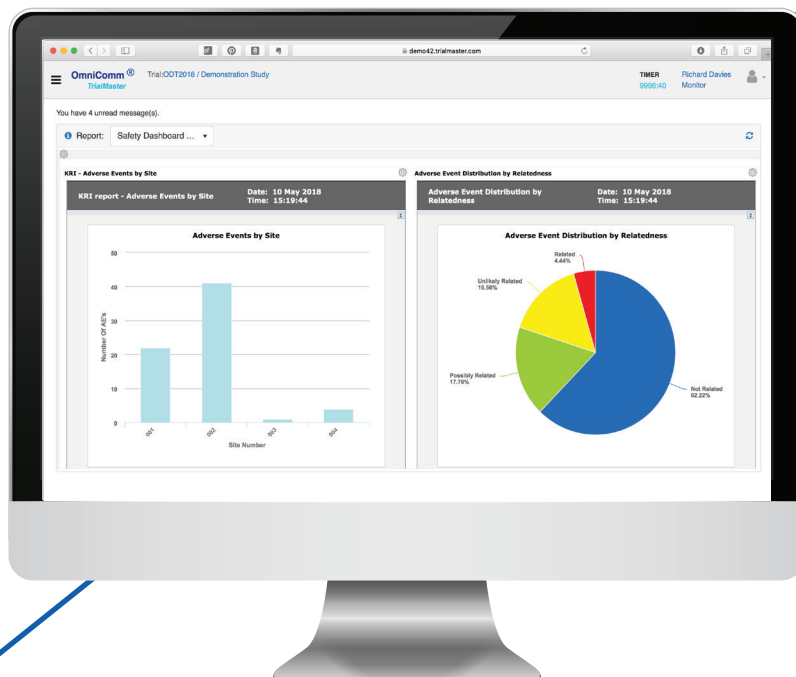 demo42.trialmaster.com
OmniComm ®
TrialMaster
Trial:ODT2018 / Demonstration Study
TIMER
9998:40
Richard Davies
Monitor
You have 4 unread message(s).
Report: Safety Dashboard ...
KRI - Adverse Events by Site
KRI report - Adverse Events by Site
Date: 10 May 2018
Time: 15:19:44
Adverse Events by Site
50
40
30
20
10
0
Number Of AE's
001
002
003
004
Site Number
Adverse Event Distribution by Relatedness
Adverse Event Distribution by
Relatedness
Date: 10 May 2018
Time: 15:19:44
Adverse Event Distribution by Relatedness
Related
4.44%
Unlikely Related
15.56%
Possibly Related
17.78%
Not Related
62.22%